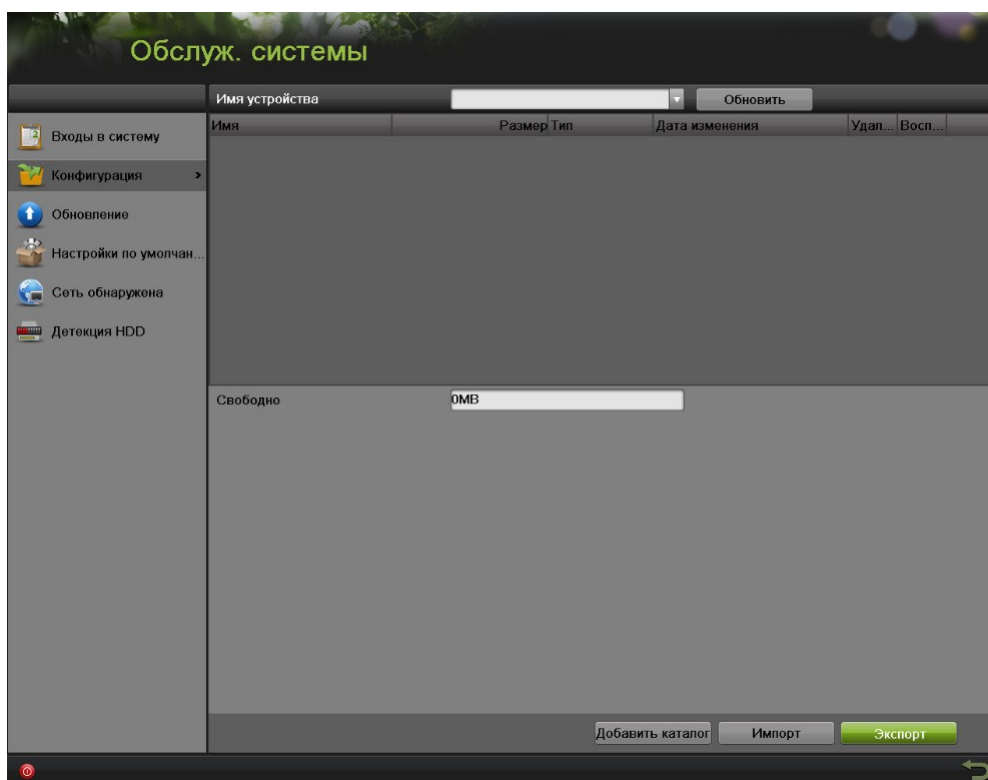 Обслуж. системы
Имя устройства
Обновить
Имя Размер Тип Дата изменения Удал... Восп...
Входы в систему
Конфигурация >
Обновление
Настройки по умолчан...
Сеть обнаружена
Детекция HDD
Свободно 0MB
Добавить каталог Импорт Экспорт